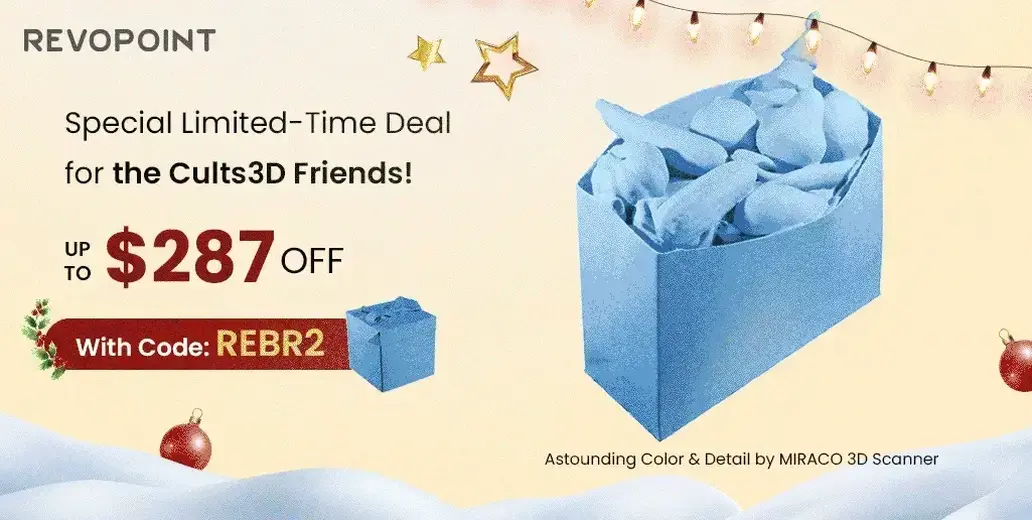 REVOPOINT
Special Limited-Time Deal
for the Cults3D Friends!
UP
TO
$287 OFF
With Code: REBR2
Astounding Color & Detail by MIRACO 3D Scanner